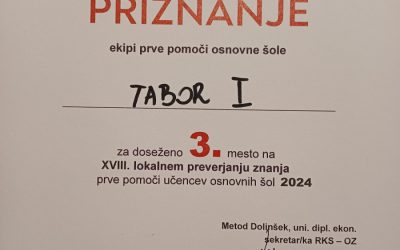 PRIZNANJE
ekipi prve pomoči osnovne šole
TABOR I
za doseženo 3. mesto na
XVIII. lokalnem preverjanju znanja
prve pomoči učencev osnovnih šol 2024
Metod Dolinšek, uni. dipl. ekon.
sekretar/ka RKS – OZ